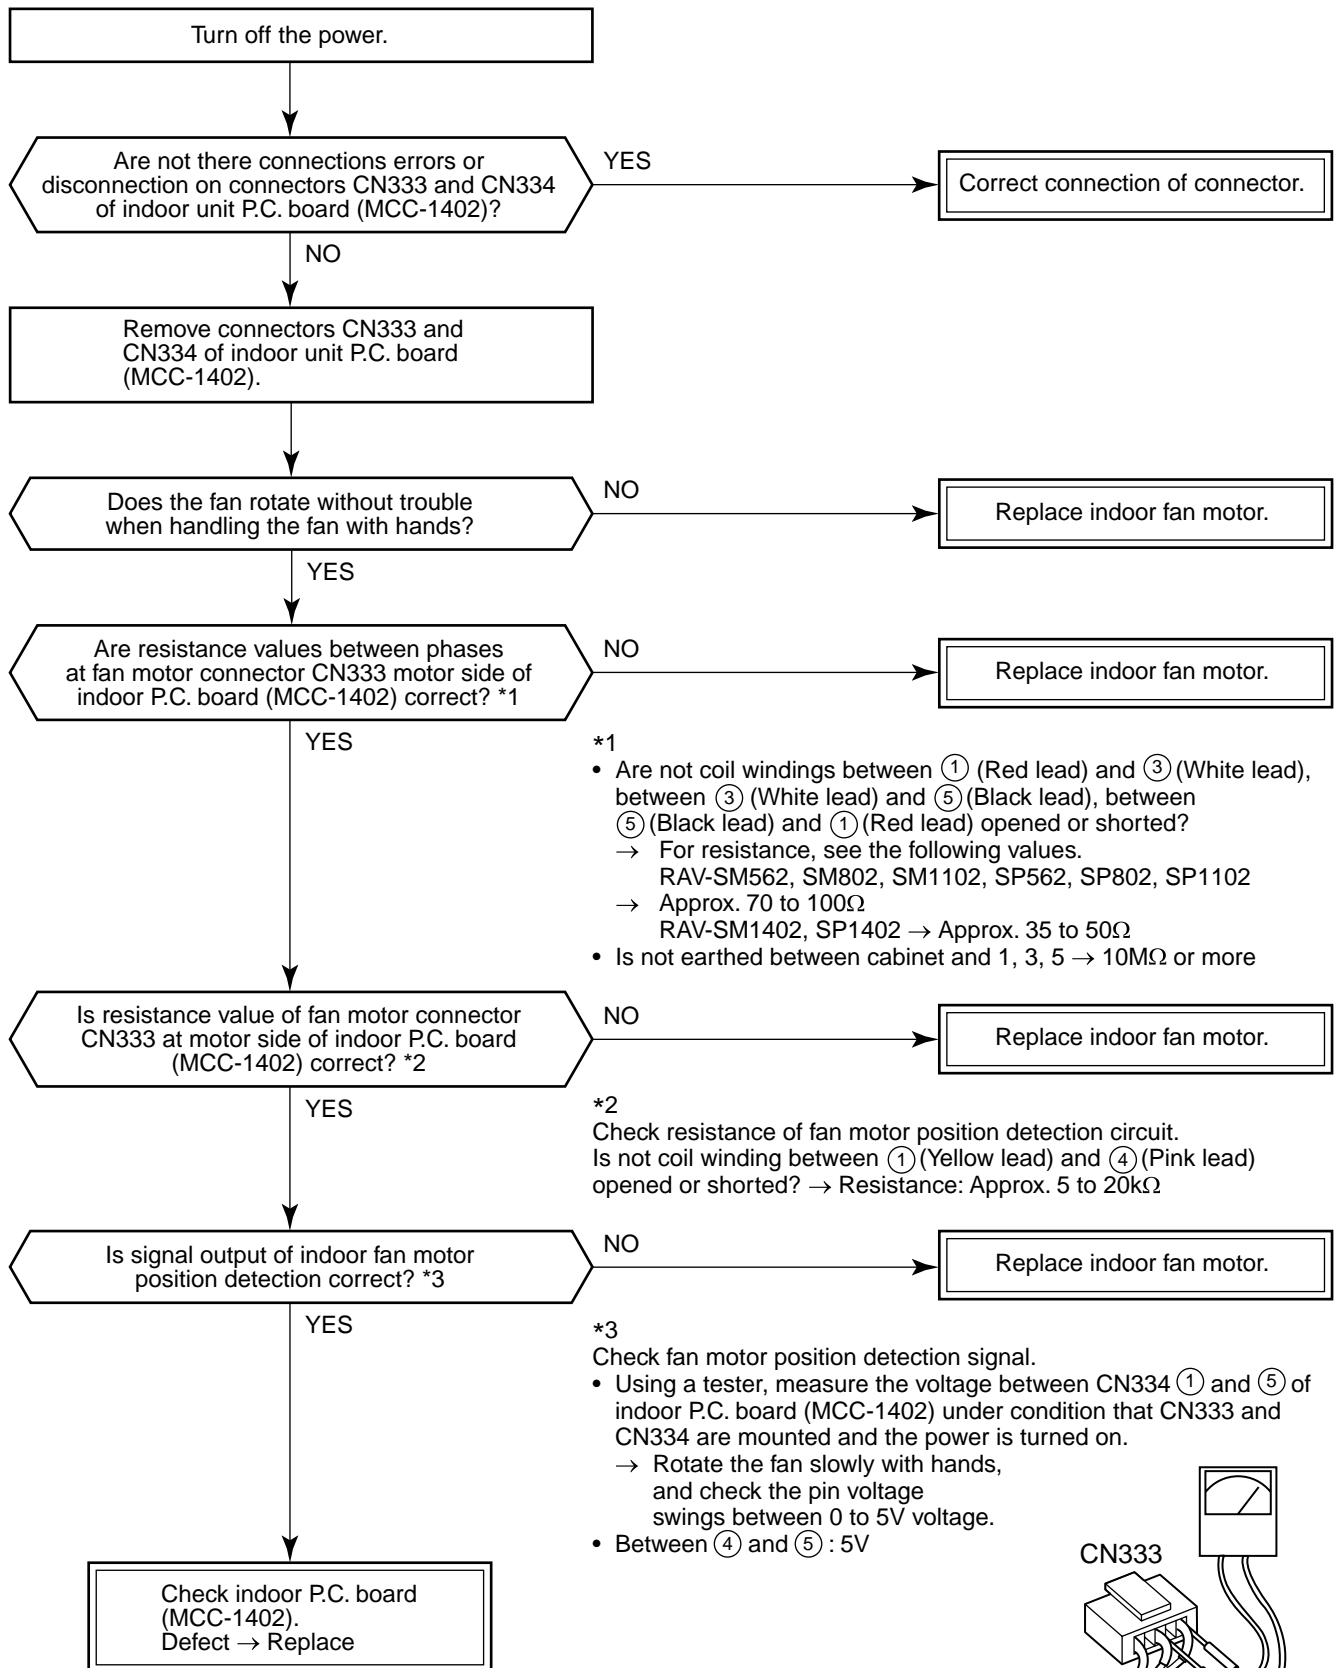 Turn off the power.
Are not there connections errors or
disconnection on connectors CN333 and CN334
of indoor unit P.C. board (MCC-1402)?
YES
Correct connection of connector.
NO
Remove connectors CN333 and
CN334 of indoor unit P.C. board
(MCC-1402).
Does the fan rotate without trouble
when handling the fan with hands?
NO
Replace indoor fan motor.
YES
Are resistance values between phases
at fan motor connector CN333 motor side of
indoor P.C. board (MCC-1402) correct? *1
NO
Replace indoor fan motor.
YES
*1
• Are not coil windings between ① (Red lead) and ③ (White lead),
between ③ (White lead) and ⑤ (Black lead), between
⑤ (Black lead) and ① (Red lead) opened or shorted?
→ For resistance, see the following values.
RAV-SM562, SM802, SM1102, SP562, SP802, SP1102
→ Approx. 70 to 100Ω
RAV-SM1402, SP1402 → Approx. 35 to 50Ω
• Is not earthed between cabinet and 1, 3, 5 → 10MΩ or more
Is resistance value of fan motor connector
CN333 at motor side of indoor P.C. board
(MCC-1402) correct? *2
NO
Replace indoor fan motor.
YES
*2
Check resistance of fan motor position detection circuit.
Is not coil winding between ① (Yellow lead) and ④ (Pink lead)
opened or shorted? → Resistance: Approx. 5 to 20kΩ
Is signal output of indoor fan motor
position detection correct? *3
NO
Replace indoor fan motor.
YES
*3
Check fan motor position detection signal.
• Using a tester, measure the voltage between CN334 ① and ⑤ of
indoor P.C. board (MCC-1402) under condition that CN333 and
CN334 are mounted and the power is turned on.
→ Rotate the fan slowly with hands,
and check the pin voltage
swings between 0 to 5V voltage.
• Between ④ and ⑤ : 5V
CN333
Check indoor P.C. board
(MCC-1402).
Defect → Replace